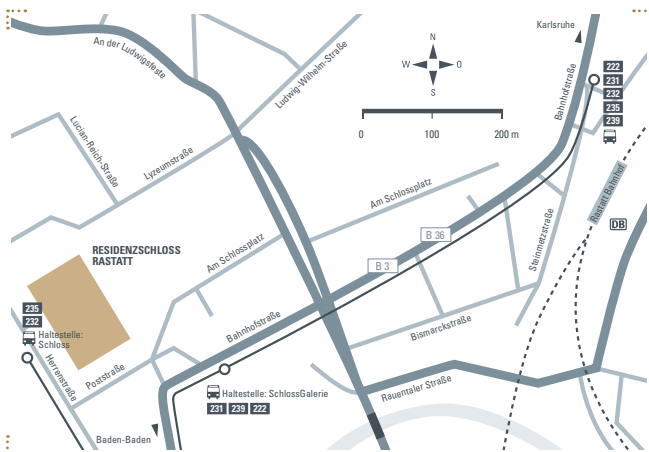 Karlsruhe
An der Ludwigsfeste
Ludwig-Wilhelm-Straße
N
W
O
S
0
100
200 m
Bahnhofstraße
222
231
232
235
239
Lucian-Reich-Straße
Lyzeumstraße
Am Schlossplatz
Rastatt Bahnhof
DB
RESIDENZSCHLOSS
RASTATT
Am Schlossplatz
B 36
B 3
Steinmetzstraße
235
232
Haltestelle:
Schloss
Bahnhofstraße
Bismarckstraße
Herrenstraße
Poststraße
Haltestelle: SchlossGalerie
231 239 222
Rauentaler Straße
Baden-Baden